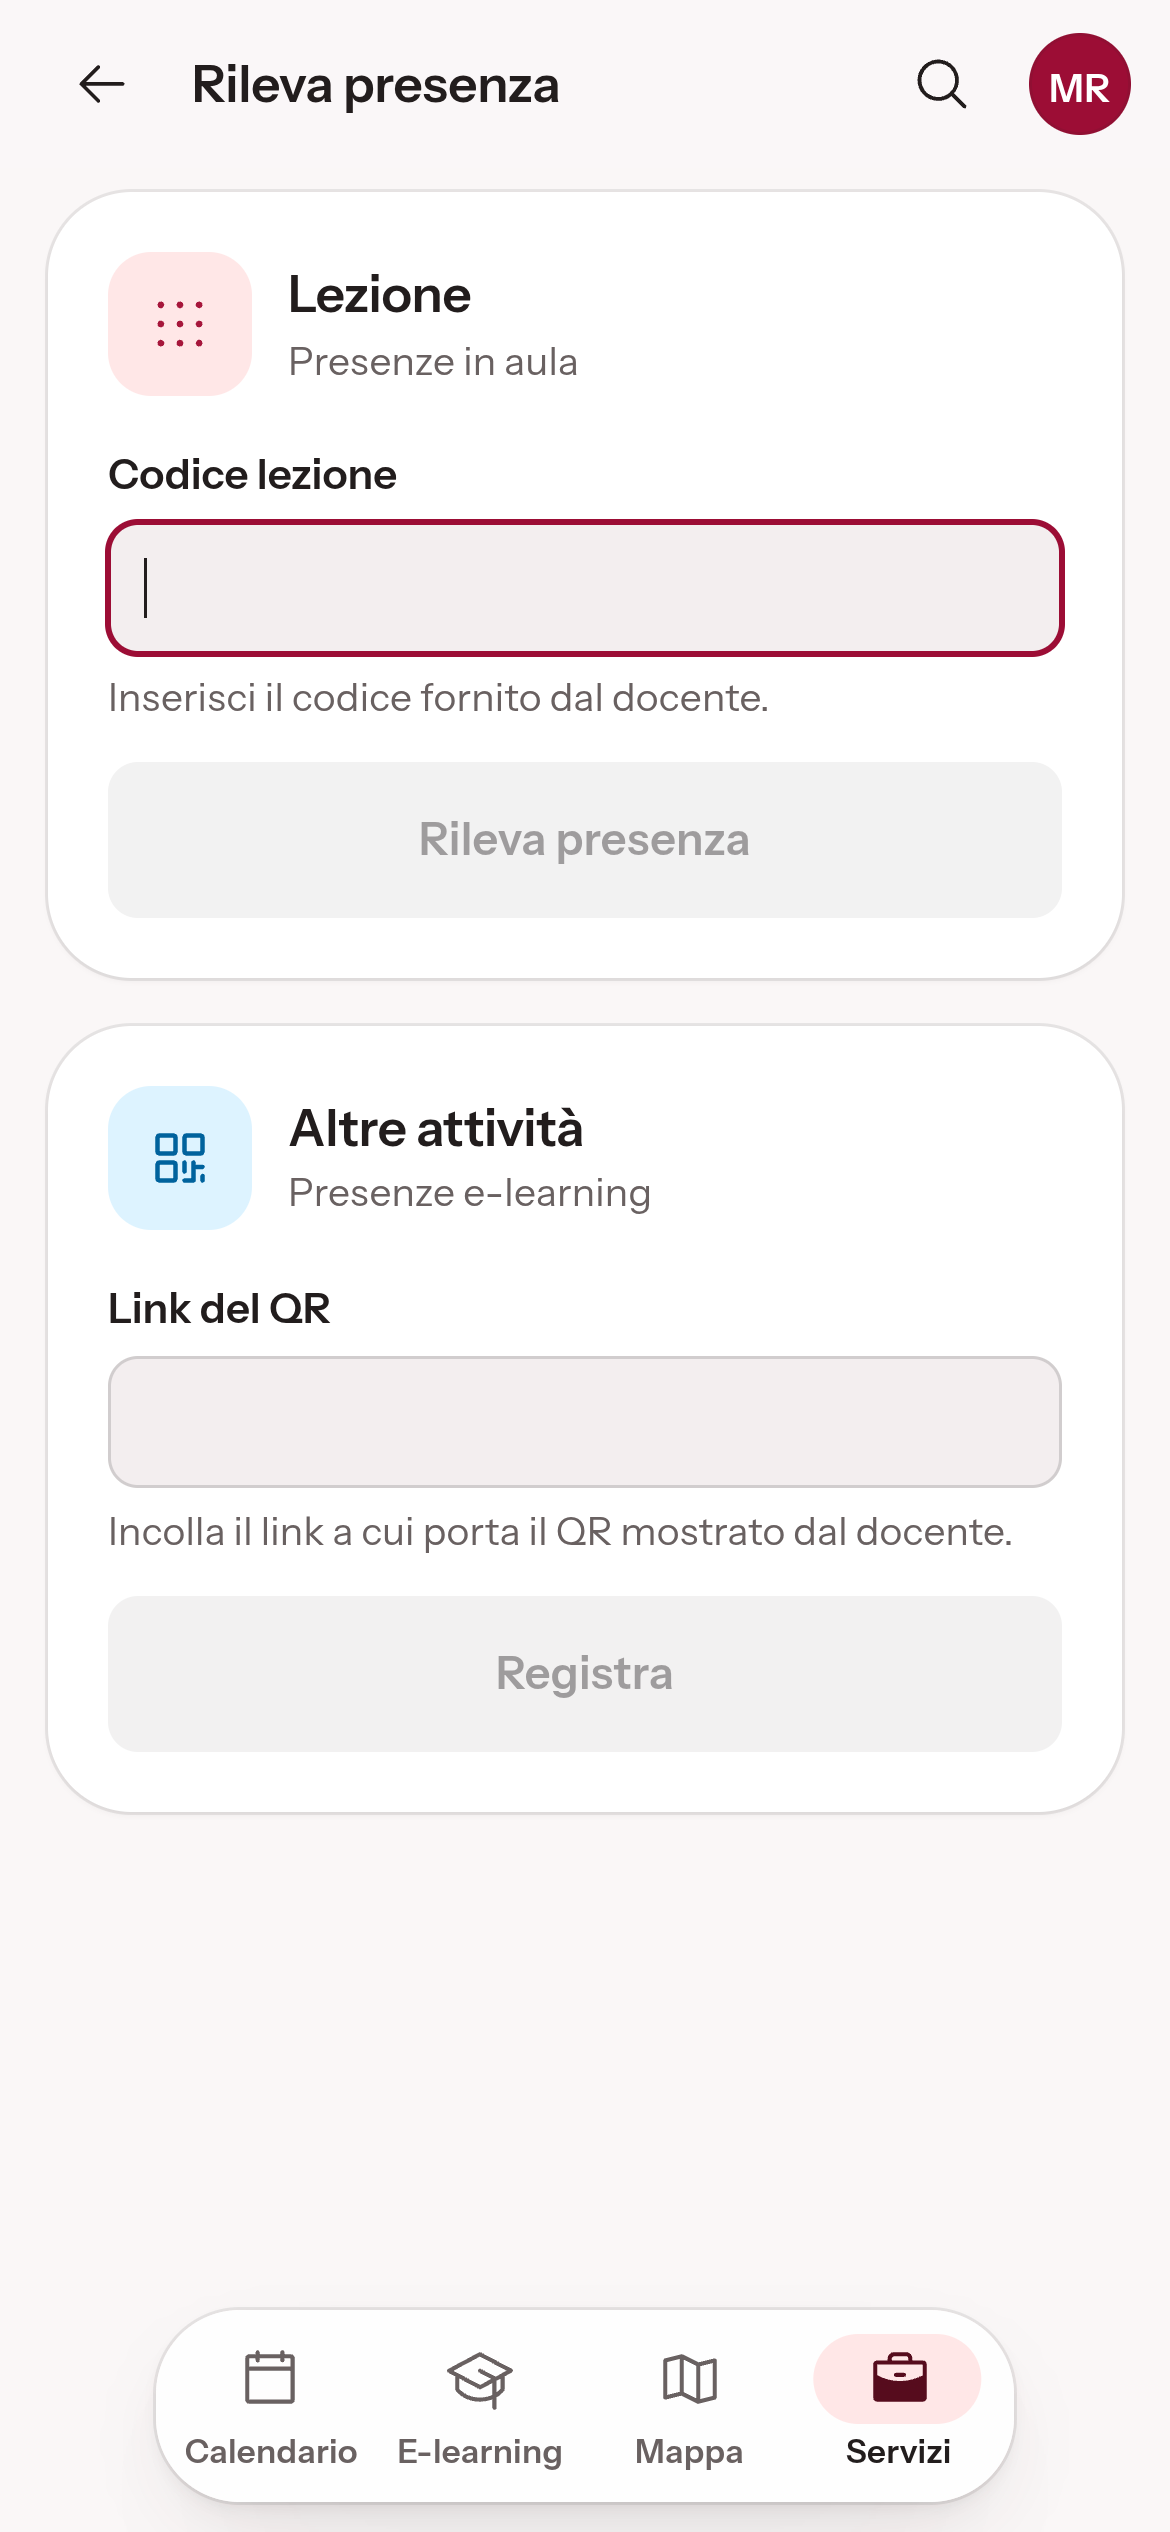 Rileva presenza
MR
Lezione
Presenze in aula
Codice lezione
Inserisci il codice fornito dal docente.
Rileva presenza
Altre attività
Presenze e-learning
Link del QR
Incolla il link a cui porta il QR mostrato dal docente.
Registra
Calendario
E-learning
Mappa
Servizi